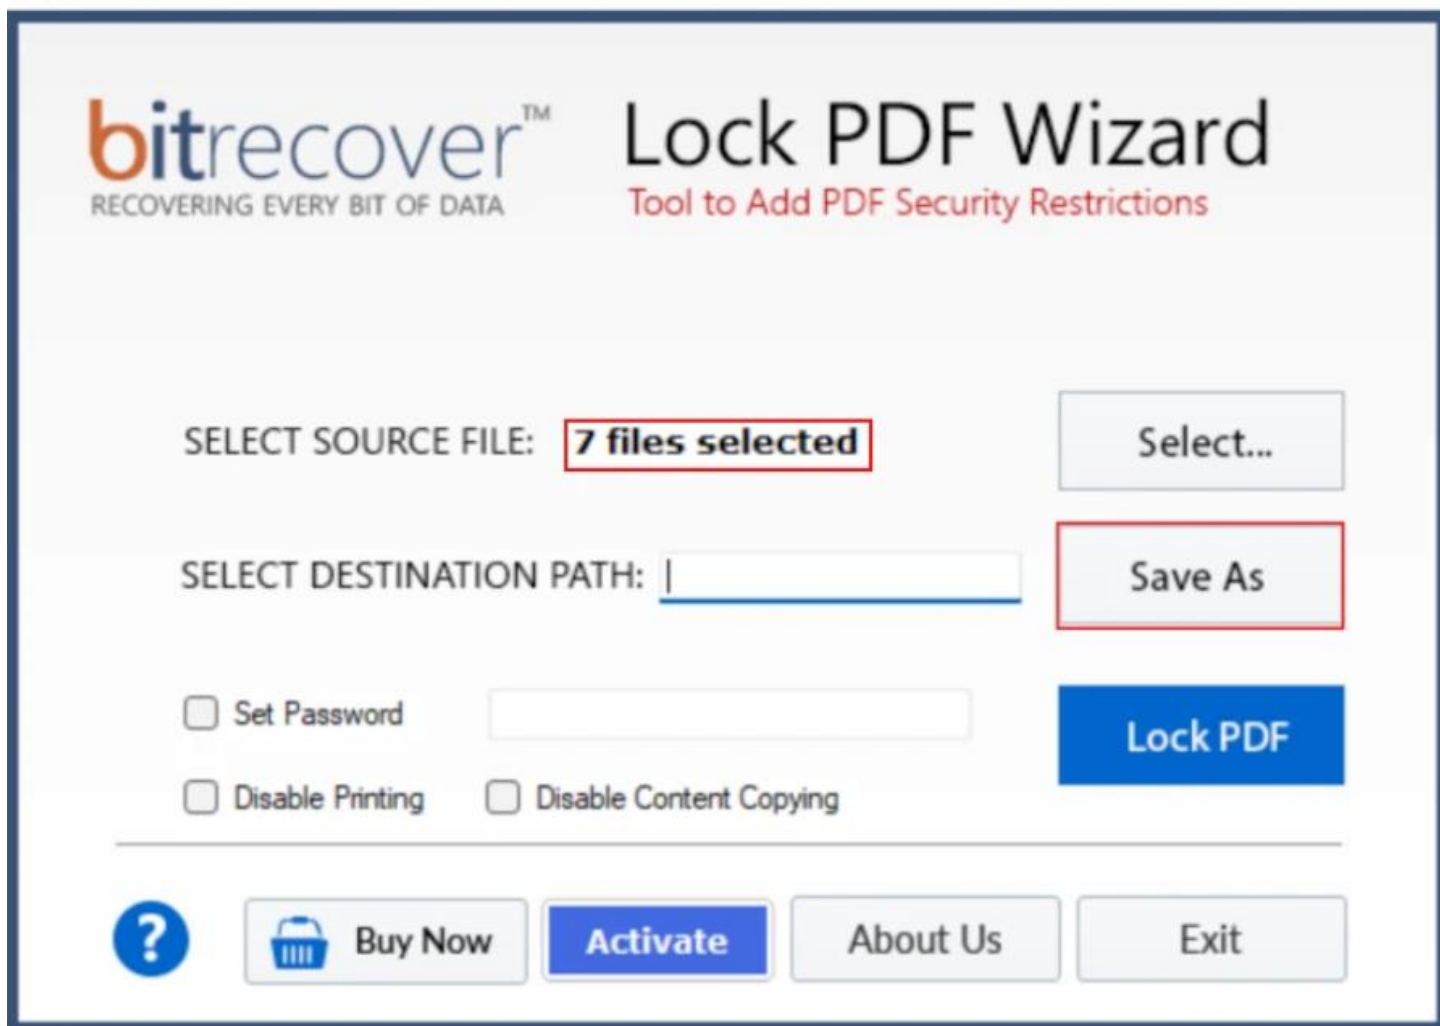 bitrecover™ Lock PDF Wizard
RECOVERING EVERY BIT OF DATA Tool to Add PDF Security Restrictions
SELECT SOURCE FILE: 7 files selected Select...
SELECT DESTINATION PATH: Save As
Set Password Lock PDF
Disable Printing Disable Content Copying
? Buy Now Activate About Us Exit